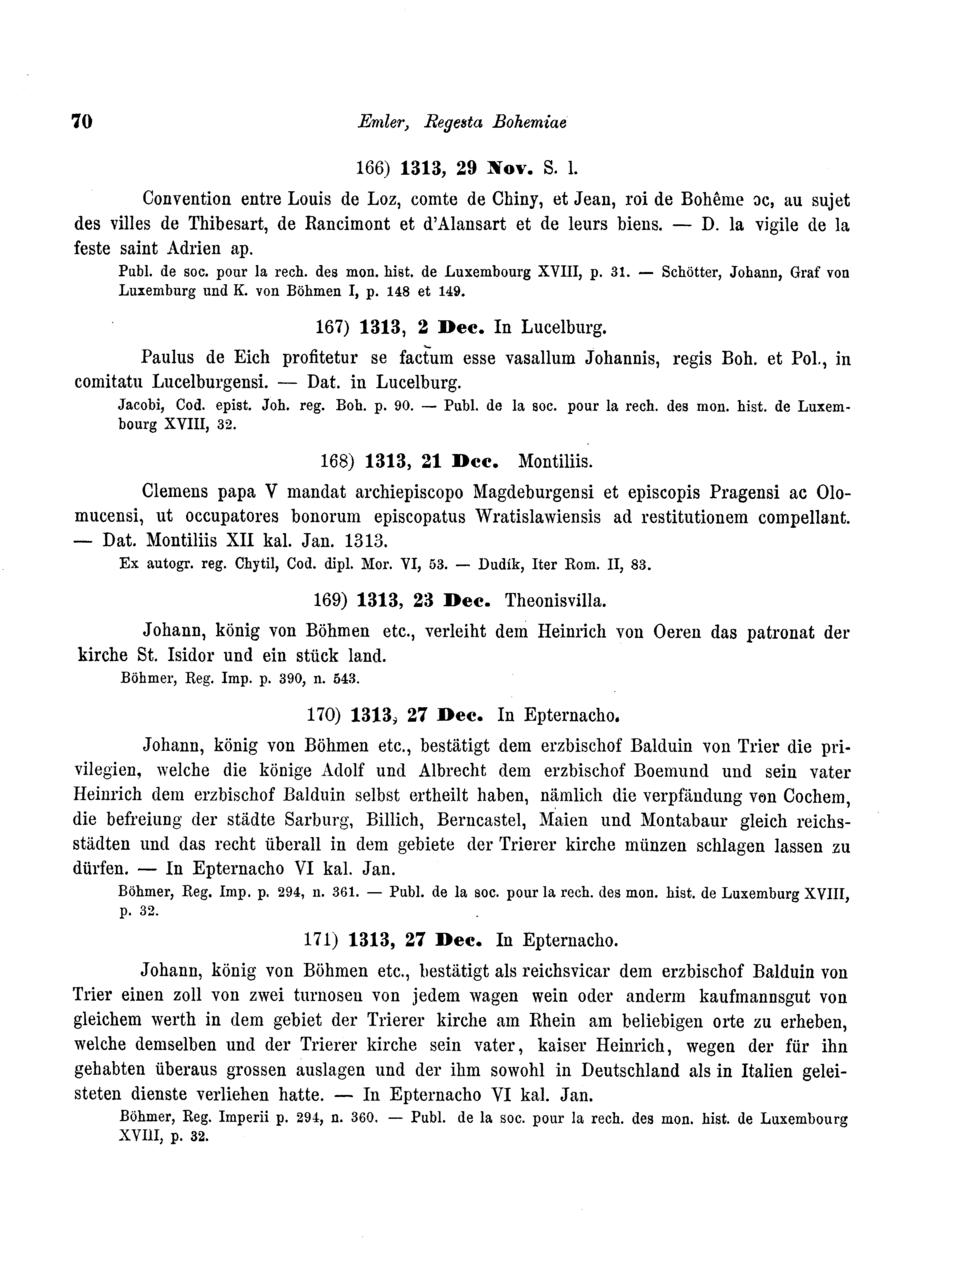 70 Emler, Regesta Bohemiae
166) 1313, 29 Nov. S. l.
Convention entre Louis de Loz, comte de Chiny, et Jean, roi de Bohême ɔc, au sujet
des villes de Thibesart, de Rancimont et d'Alansart et de leurs biens. — D. la vigile de la
feste saint Adrien ap.
Publ. de soc. pour la rech. des mon. hist. de Luxembourg XVIII, p. 31. — Schötter, Johann, Graf von
Luxemburg und K. von Böhmen I, p. 148 et 149.
167) 1313, 2 Dec. In Lucelburg.
Paulus de Eich profitetur se factum esse vasallum Johannis, regis Boh. et Pol., in
comitatu Lucelburgensi. — Dat. in Lucelburg.
Jacobi, Cod. epist. Joh. reg. Boh. p. 90. — Publ. de la soc. pour la rech. des mon. hist. de Luxem-
bourg XVIII, 32.
168) 1313, 21 Dec. Montiliis.
Clemens papa V mandat archiepiscopo Magdeburgensi et episcopis Pragensi ac Olo-
mucensi, ut occupatores bonorum episcopatus Wratislawiensis ad restitutionem compellant.
— Dat. Montiliis XII kal. Jan. 1313.
Ex autogr. reg. Chytil, Cod. dipl. Mor. VI, 53. — Dudík, Iter Rom. II, 83.
169) 1313, 23 Dec. Theonisvilla.
Johann, könig von Böhmen etc., verleiht dem Heinrich von Oeren das patronat der
kirche St. Isidor und ein stück land.
Böhmer, Reg. Imp. p. 390, n. 543.
170) 1313, 27 Dec. In Epternacho.
Johann, könig von Böhmen etc., bestätigt dem erzbischof Balduin von Trier die pri-
vilegien, welche die könige Adolf und Albrecht dem erzbischof Boemund und sein vater
Heinrich dem erzbischof Balduin selbst ertheilt haben, nämlich die verpfändung von Cochem,
die befreiung der städte Sarburg, Billich, Berncastel, Maien und Montabaur gleich reichs-
städten und das recht überall in dem gebiete der Trierer kirche münzen schlagen lassen zu
dürfen. — In Epternacho VI kal. Jan.
Böhmer, Reg. Imp. p. 294, n. 361. — Publ. de la soc. pour la rech. des mon. hist. de Luxemburg XVIII,
p. 32.
171) 1313, 27 Dec. In Epternacho.
Johann, könig von Böhmen etc., bestätigt als reichsvicar dem erzbischof Balduin von
Trier einen zoll von zwei turnosen von jedem wagen wein oder anderm kaufmannsgut von
gleichem werth in dem gebiet der Trierer kirche am Rhein am beliebigen orte zu erheben,
welche demselben und der Trierer kirche sein vater, kaiser Heinrich, wegen der für ihn
gehabten überaus grossen auslagen und der ihm sowohl in Deutschland als in Italien gelei-
steten dienste verliehen hatte. — In Epternacho VI kal. Jan.
Böhmer, Reg. Imperii p. 294, n. 360. — Publ. de la soc. pour la rech. des mon. hist. de Luxembourg
XVIII, p. 32.